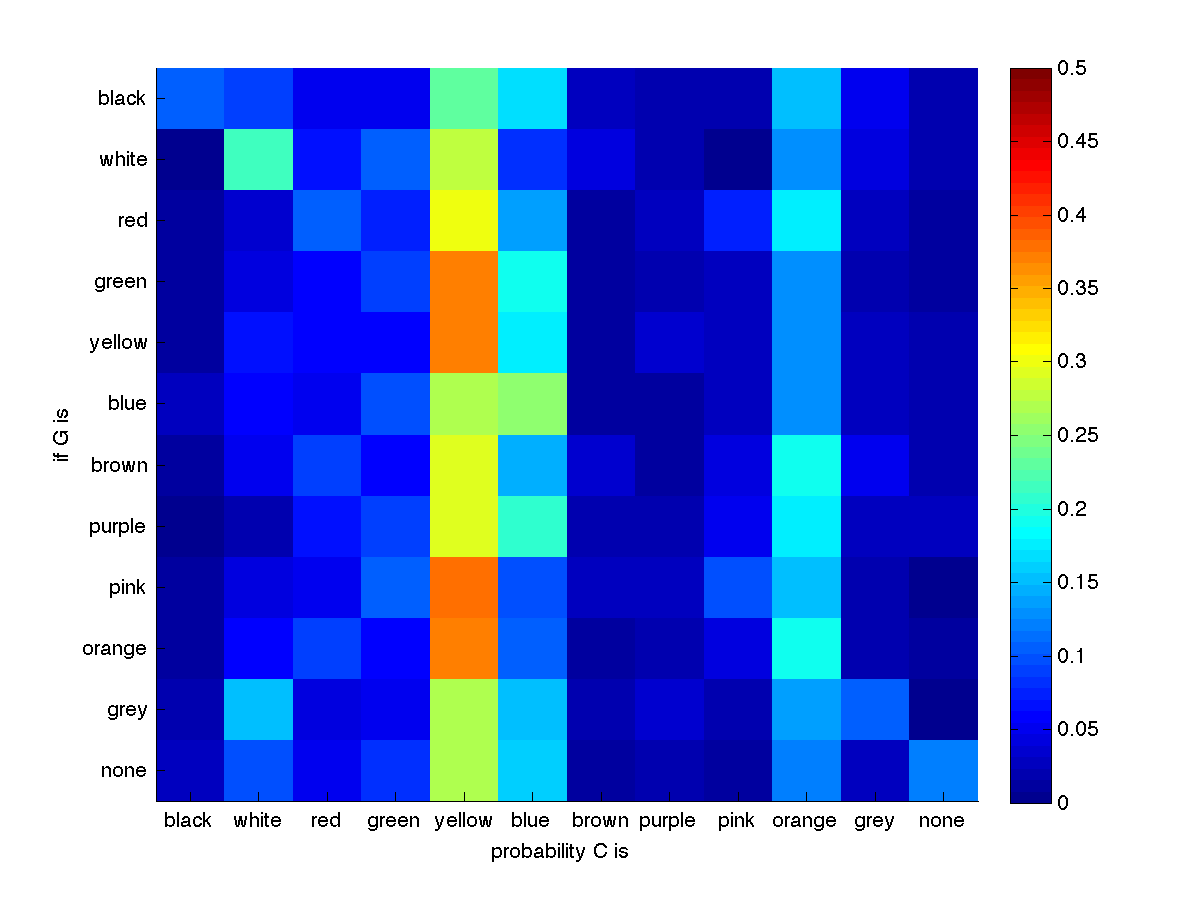 black
white
red
green
yellow
blue
brown
purple
pink
orange
grey
none
if G is
black white red green yellow blue brown purple pink orange grey none
probability C is
0.5
0.45
0.4
0.35
0.3
0.25
0.2
0.15
0.1
0.05
0